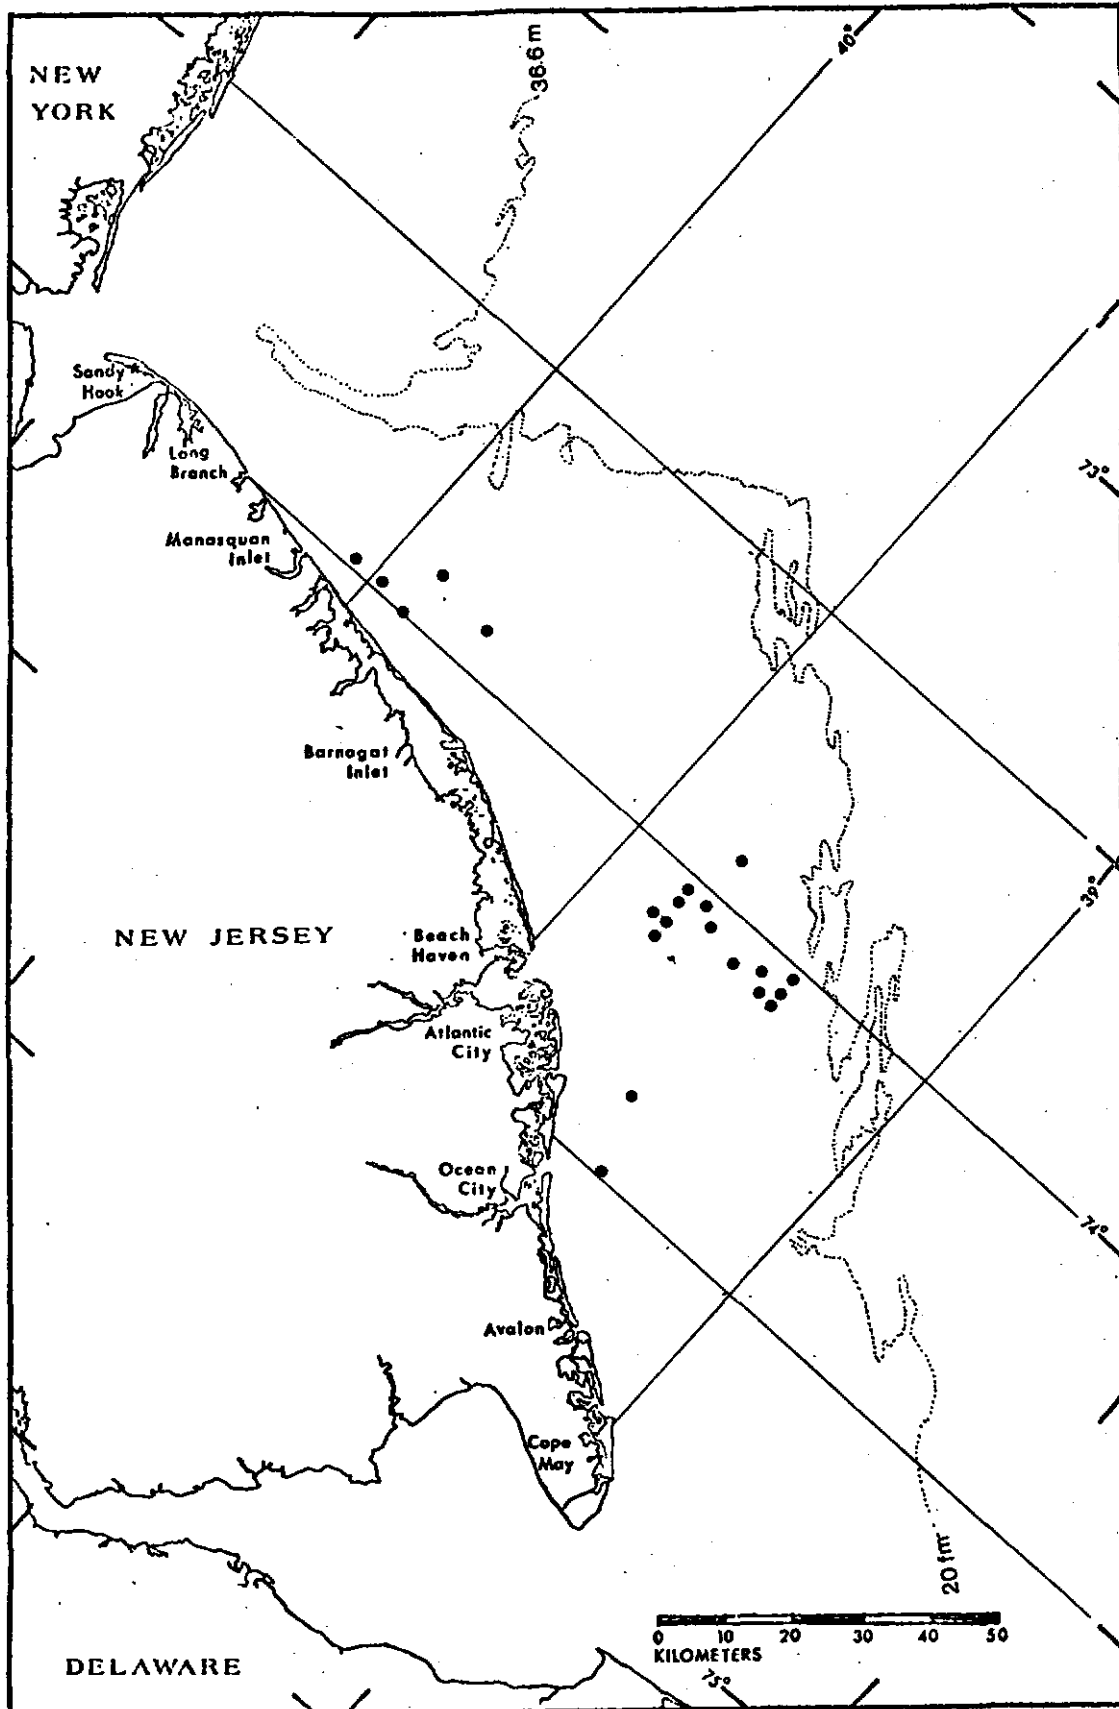 NEW
YORK
36.6 m
40°
Sandy
Hook
Long
Branch
73°
Manasquan
Inlet
Barnagat
Inlet
39°
NEW JERSEY
Beach
Haven
Atlantic
City
Ocean
City
74°
Avalon
Cape
May
20 fm
0 10 20 30 40 50
KILOMETERS
DELAWARE
75°